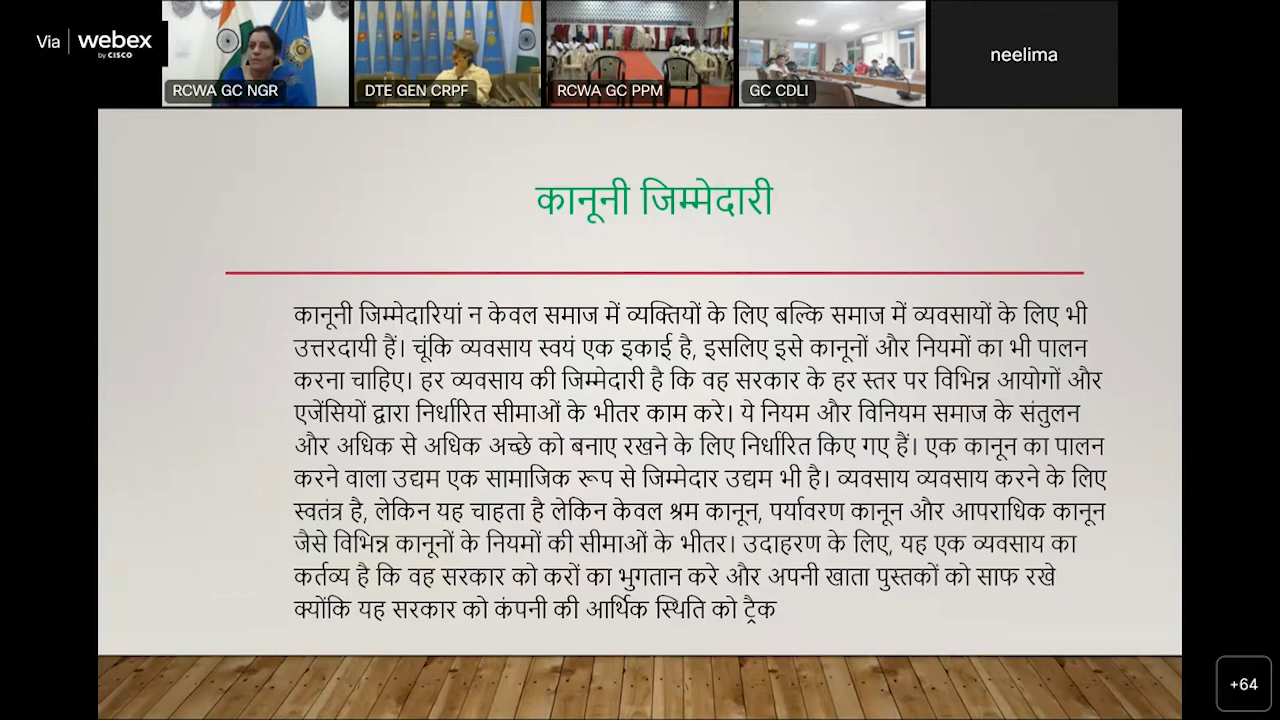 Via webex
by CISCO
RCWA GC NGR
DTE GEN CRPF
RCWA GC PPM
GC CDLI
neelima
कानूनी जिम्मेदारी
कानूनी जिम्मेदारियां न केवल समाज में व्यक्तियों के लिए बल्कि समाज में व्यवसायों के लिए भी
उत्तरदायी हैं। चूंकि व्यवसाय स्वयं एक इकाई है, इसलिए इसे कानूनों और नियमों का भी पालन
करना चाहिए। हर व्यवसाय की जिम्मेदारी है कि वह सरकार के हर स्तर पर विभिन्न आयोगों और
एजेंसियों द्वारा निर्धारित सीमाओं के भीतर काम करे। ये नियम और विनियम समाज के संतुलन
और अधिक से अधिक अच्छे को बनाए रखने के लिए निर्धारित किए गए हैं। एक कानून का पालन
करने वाला उद्यम एक सामाजिक रूप से जिम्मेदार उद्यम भी है। व्यवसाय व्यवसाय करने के लिए
स्वतंत्र है, लेकिन यह चाहता है लेकिन केवल श्रम कानून, पर्यावरण कानून और आपराधिक कानून
जैसे विभिन्न कानूनों के नियमों की सीमाओं के भीतर। उदाहरण के लिए, यह एक व्यवसाय का
कर्तव्य है कि वह सरकार को करों का भुगतान करे और अपनी खाता पुस्तकों को साफ रखे
क्योंकि यह सरकार को कंपनी की आर्थिक स्थिति को ट्रैक
+64